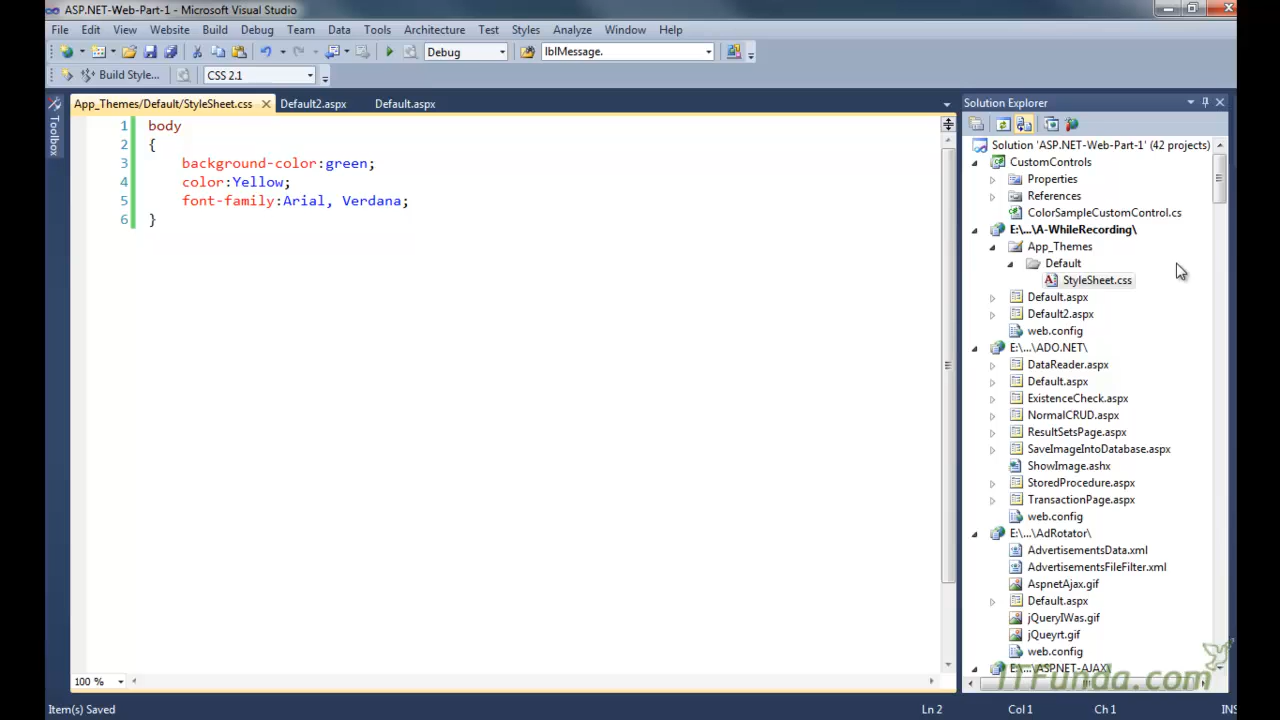 ASP.NET-Web-Part-1 - Microsoft Visual Studio
File Edit View Website Build Debug Team Data Tools Architecture Test Styles Analyze Window Help
Debug lblMessage.
Build Style... CSS 2.1
App_Themes/Default/StyleSheet.css Default2.aspx Default.aspx
Toolbox
1 body
2 {
3 background-color:green;
4 color:Yellow;
5 font-family:Arial, Verdana;
6 }
100 %
Solution Explorer
Solution 'ASP.NET-Web-Part-1' (42 projects)
CustomControls
Properties
References
ColorSampleCustomControl.cs
E:\...\A-WhileRecording\
App_Themes
Default
StyleSheet.css
Default.aspx
Default2.aspx
web.config
E:\...\ADO.NET\
DataReader.aspx
Default.aspx
ExistenceCheck.aspx
NormalCRUD.aspx
ResultSetsPage.aspx
SaveImageIntoDatabase.aspx
ShowImage.ashx
StoredProcedure.aspx
TransactionPage.aspx
web.config
E:\...\AdRotator\
AdvertisementsData.xml
AdvertisementsFileFilter.xml
AspnetAjax.gif
Default.aspx
jQueryIWas.gif
jQueyrt.gif
web.config
E:\...\ASPNET-AJAX\
ITFunda.com
Item(s) Saved Ln 2 Col 1 Ch 1 INS